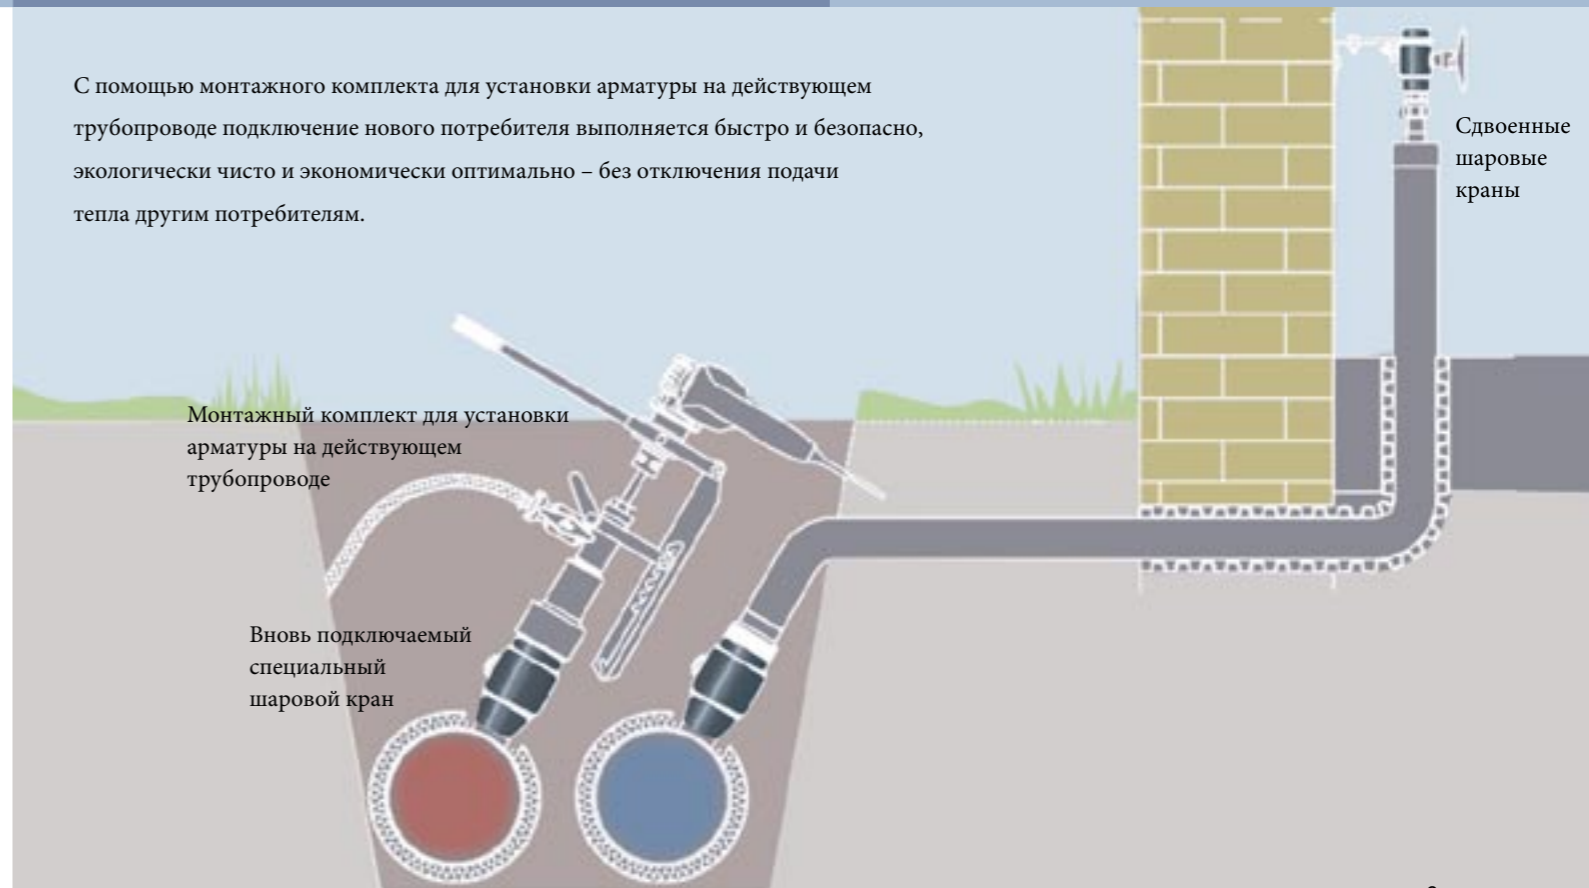 С помощью монтажного комплекта для установки арматуры на действующем
трубопроводе подключение нового потребителя выполняется быстро и безопасно,
экологически чисто и экономически оптимально – без отключения подачи
тепла другим потребителям.
Сдвоенные
шаровые
краны
Монтажный комплект для установки
арматуры на действующем
трубопроводе
Вновь подключаемый
специальный
шаровой кран